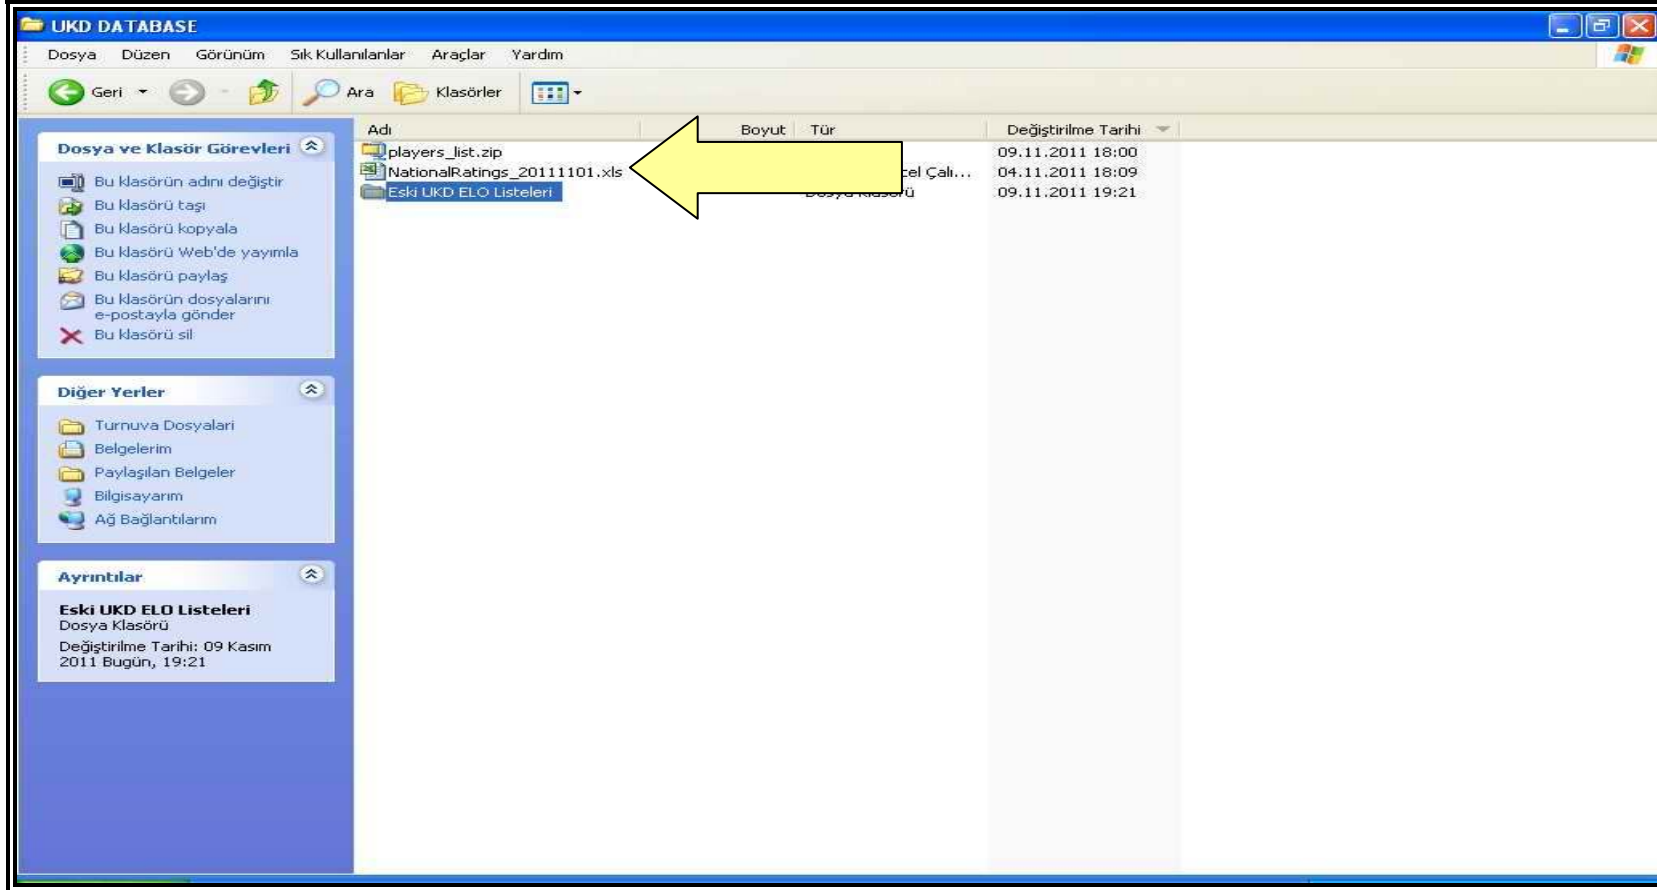 UKD DATABASE
Dosya Düzen Görünüm Sık Kullanılanlar Araçlar Yardım
Geri Ara Klasörler
Adı Boyut Tür Değiştirilme Tarihi
players_list.zip 09.11.2011 18:00
NationalRatings_20111101.xls Çalı... 04.11.2011 18:09
Eski UKD ELO Listeleri 09.11.2011 19:21
Dosya ve Klasör Görevleri
Bu klasörün adını değiştir
Bu klasörü taşı
Bu klasörü kopyala
Bu klasörü Web'de yayımla
Bu klasörü paylaş
Bu klasörün dosyalarını
e-postayla gönder
Bu klasörü sil
Diğer Yerler
Turnuva Dosyalari
Belgelerim
Paylaşılan Belgeler
Bilgisayarım
Ağ Bağlantılarım
Ayrıntılar
Eski UKD ELO Listeleri
Dosya Klasörü
Değiştirilme Tarihi: 09 Kasım
2011 Bugün, 19:21